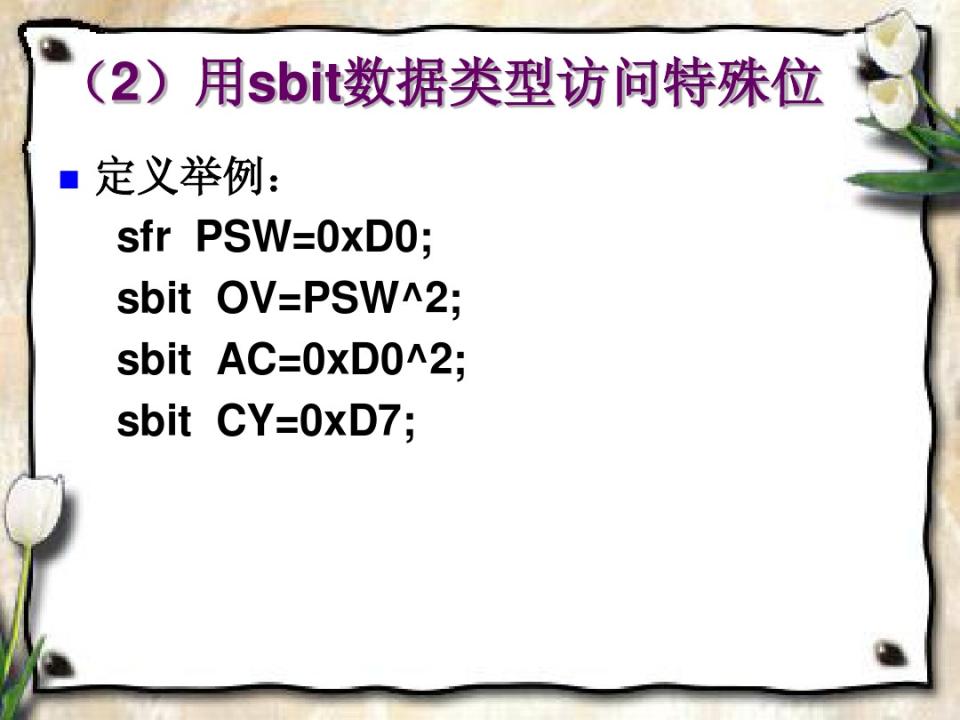 （2）用sbit数据类型访问特殊位
定义举例：
sfr PSW=0xD0;
sbit OV=PSW^2;
sbit AC=0xD0^2;
sbit CY=0xD7;